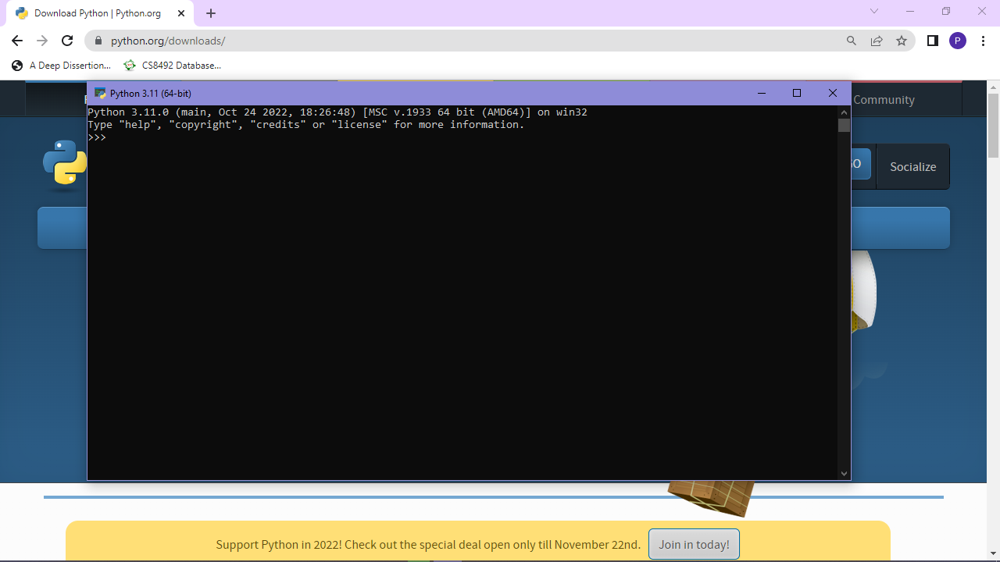 Download Python | Python.org
python.org/downloads/
P
A Deep Dissertion...
CS8492 Database...
Python 3.11 (64-bit)
Community
Python 3.11.0 (main, Oct 24 2022, 18:26:48) [MSC v.1933 64 bit (AMD64)] on win32
Type "help", "copyright", "credits" or "license" for more information.
>>>
Socialize
Support Python in 2022! Check out the special deal open only till November 22nd.
Join in today!